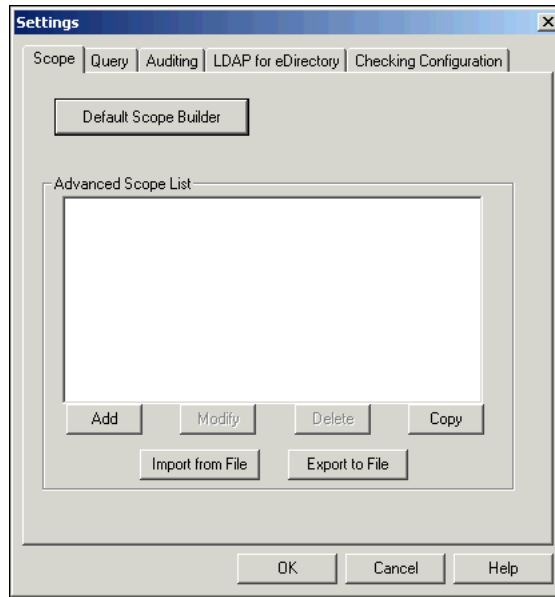 Settings
Scope Query Auditing LDAP for eDirectory Checking Configuration
Default Scope Builder
Advanced Scope List
Add Modify Delete Copy
Import from File Export to File
OK Cancel Help